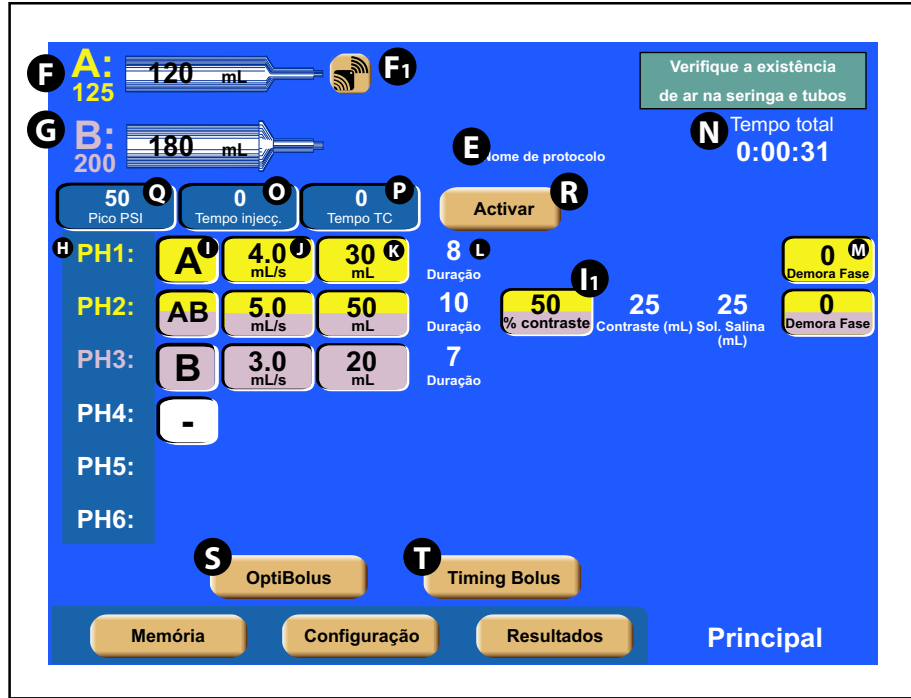 F A: 120 mL F1
125
Verifique a existência
de ar na seringa e tubos
G B: 180 mL
200
E Nome de protocolo
N Tempo total
0:00:31
50 Q
Pico PSI
0 O
Tempo injecç.
0 P
Tempo TC
Activar R
H PH1: A I 4.0 J 30 K 8 L 0 M
mL/s mL Duração Demora Fase
I1
PH2: AB 5.0 50 10 50 25 25 0
mL/s mL Duração % contraste Contraste (mL) Sol. Salina Demora Fase
(mL)
PH3: B 3.0 20 7
mL/s mL Duração
PH4: -
PH5:
PH6:
S OptiBolus T Timing Bolus
Memória Configuração Resultados Principal